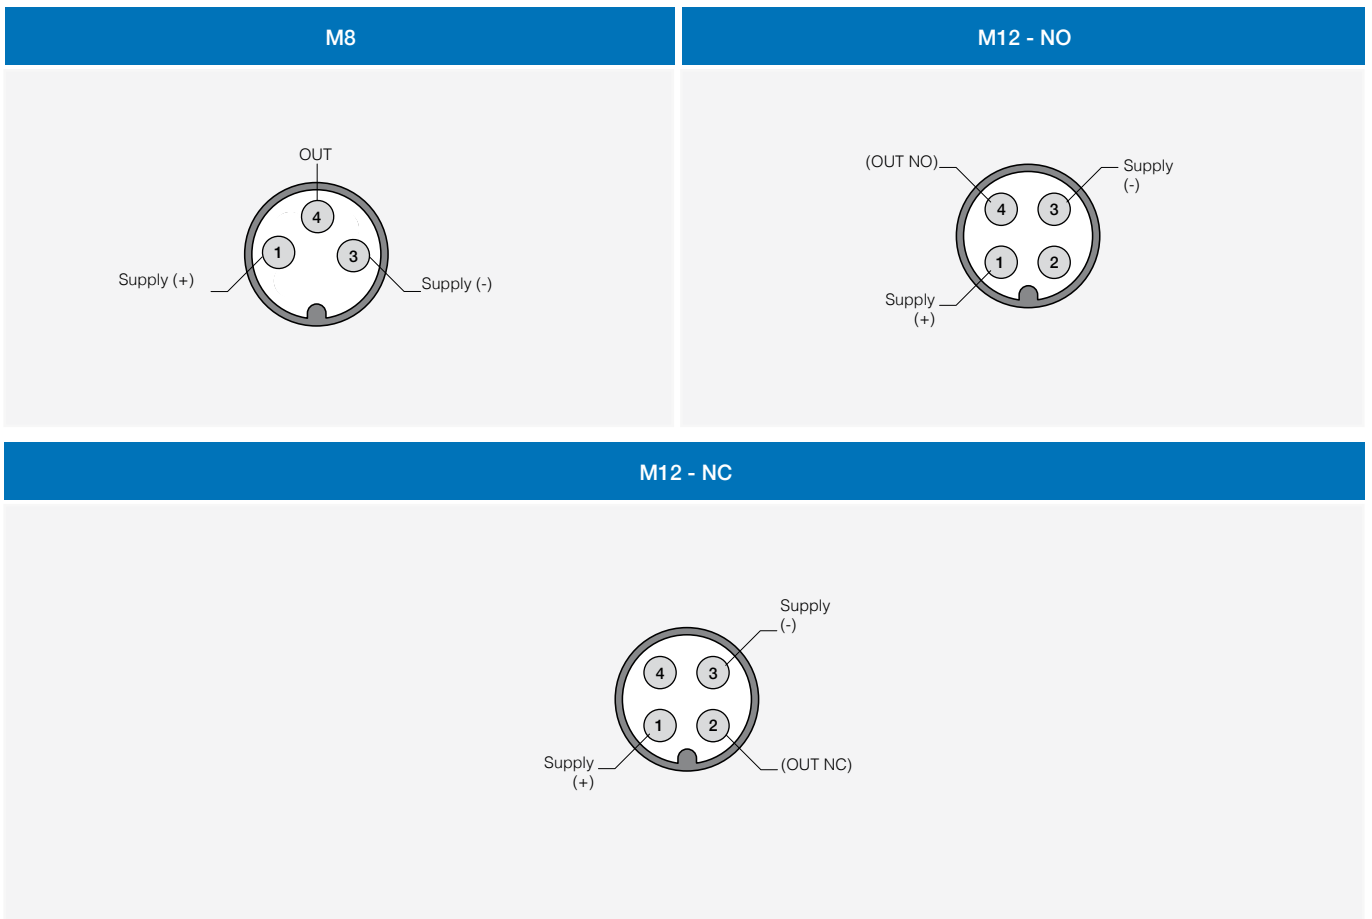 M8
OUT
4
1
3
Supply (+)
Supply (-)
M12 - NO
(OUT NO)
Supply
(-)
4
3
1
2
Supply
(+)
M12 - NC
Supply
(-)
4
3
1
2
Supply
(+)
(OUT NC)